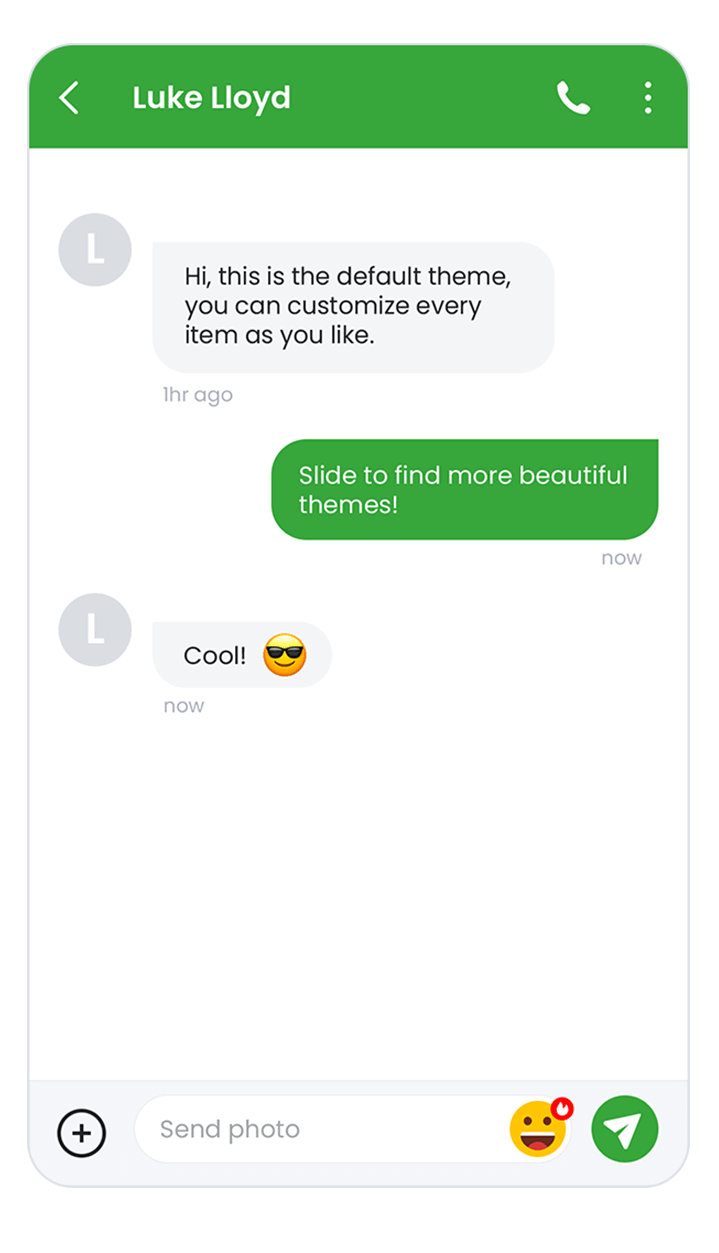 Luke Lloyd
L
Hi, this is the default theme,
you can customize every
item as you like.
1hr ago
Slide to find more beautiful
themes!
now
L
Cool! 😎
now
Send photo